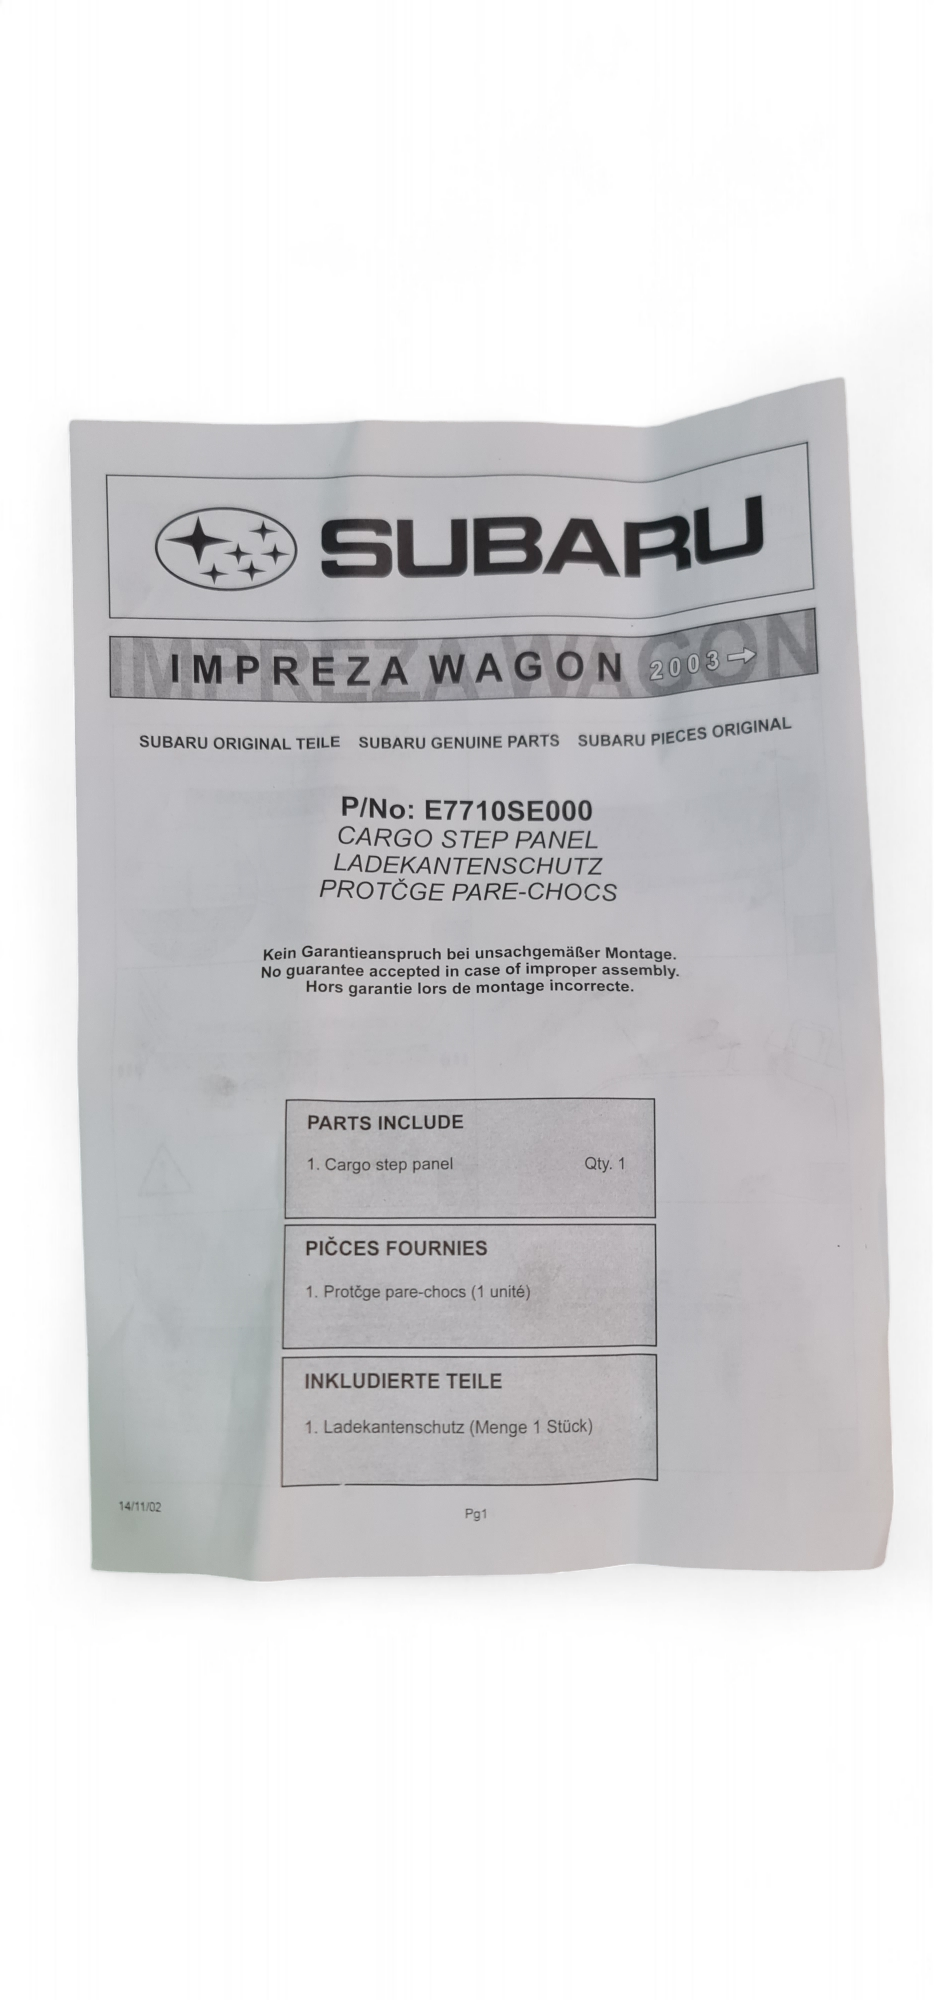 SUBARU
IMPREZA WAGON 2003→
SUBARU ORIGINAL TEILE SUBARU GENUINE PARTS SUBARU PIECES ORIGINAL
P/No: E7710SE000
CARGO STEP PANEL
LADEKANTENSCHUTZ
PROTČGE PARE-CHOCS
Kein Garantieanspruch bei unsachgemäßer Montage.
No guarantee accepted in case of improper assembly.
Hors garantie lors de montage incorrecte.
PARTS INCLUDE
1. Cargo step panel Qty. 1
PIČCES FOURNIES
1. Protčge pare-chocs (1 unité)
INKLUDIERTE TEILE
1. Ladekantenschutz (Menge 1 Stück)
14/11/02
Pg1